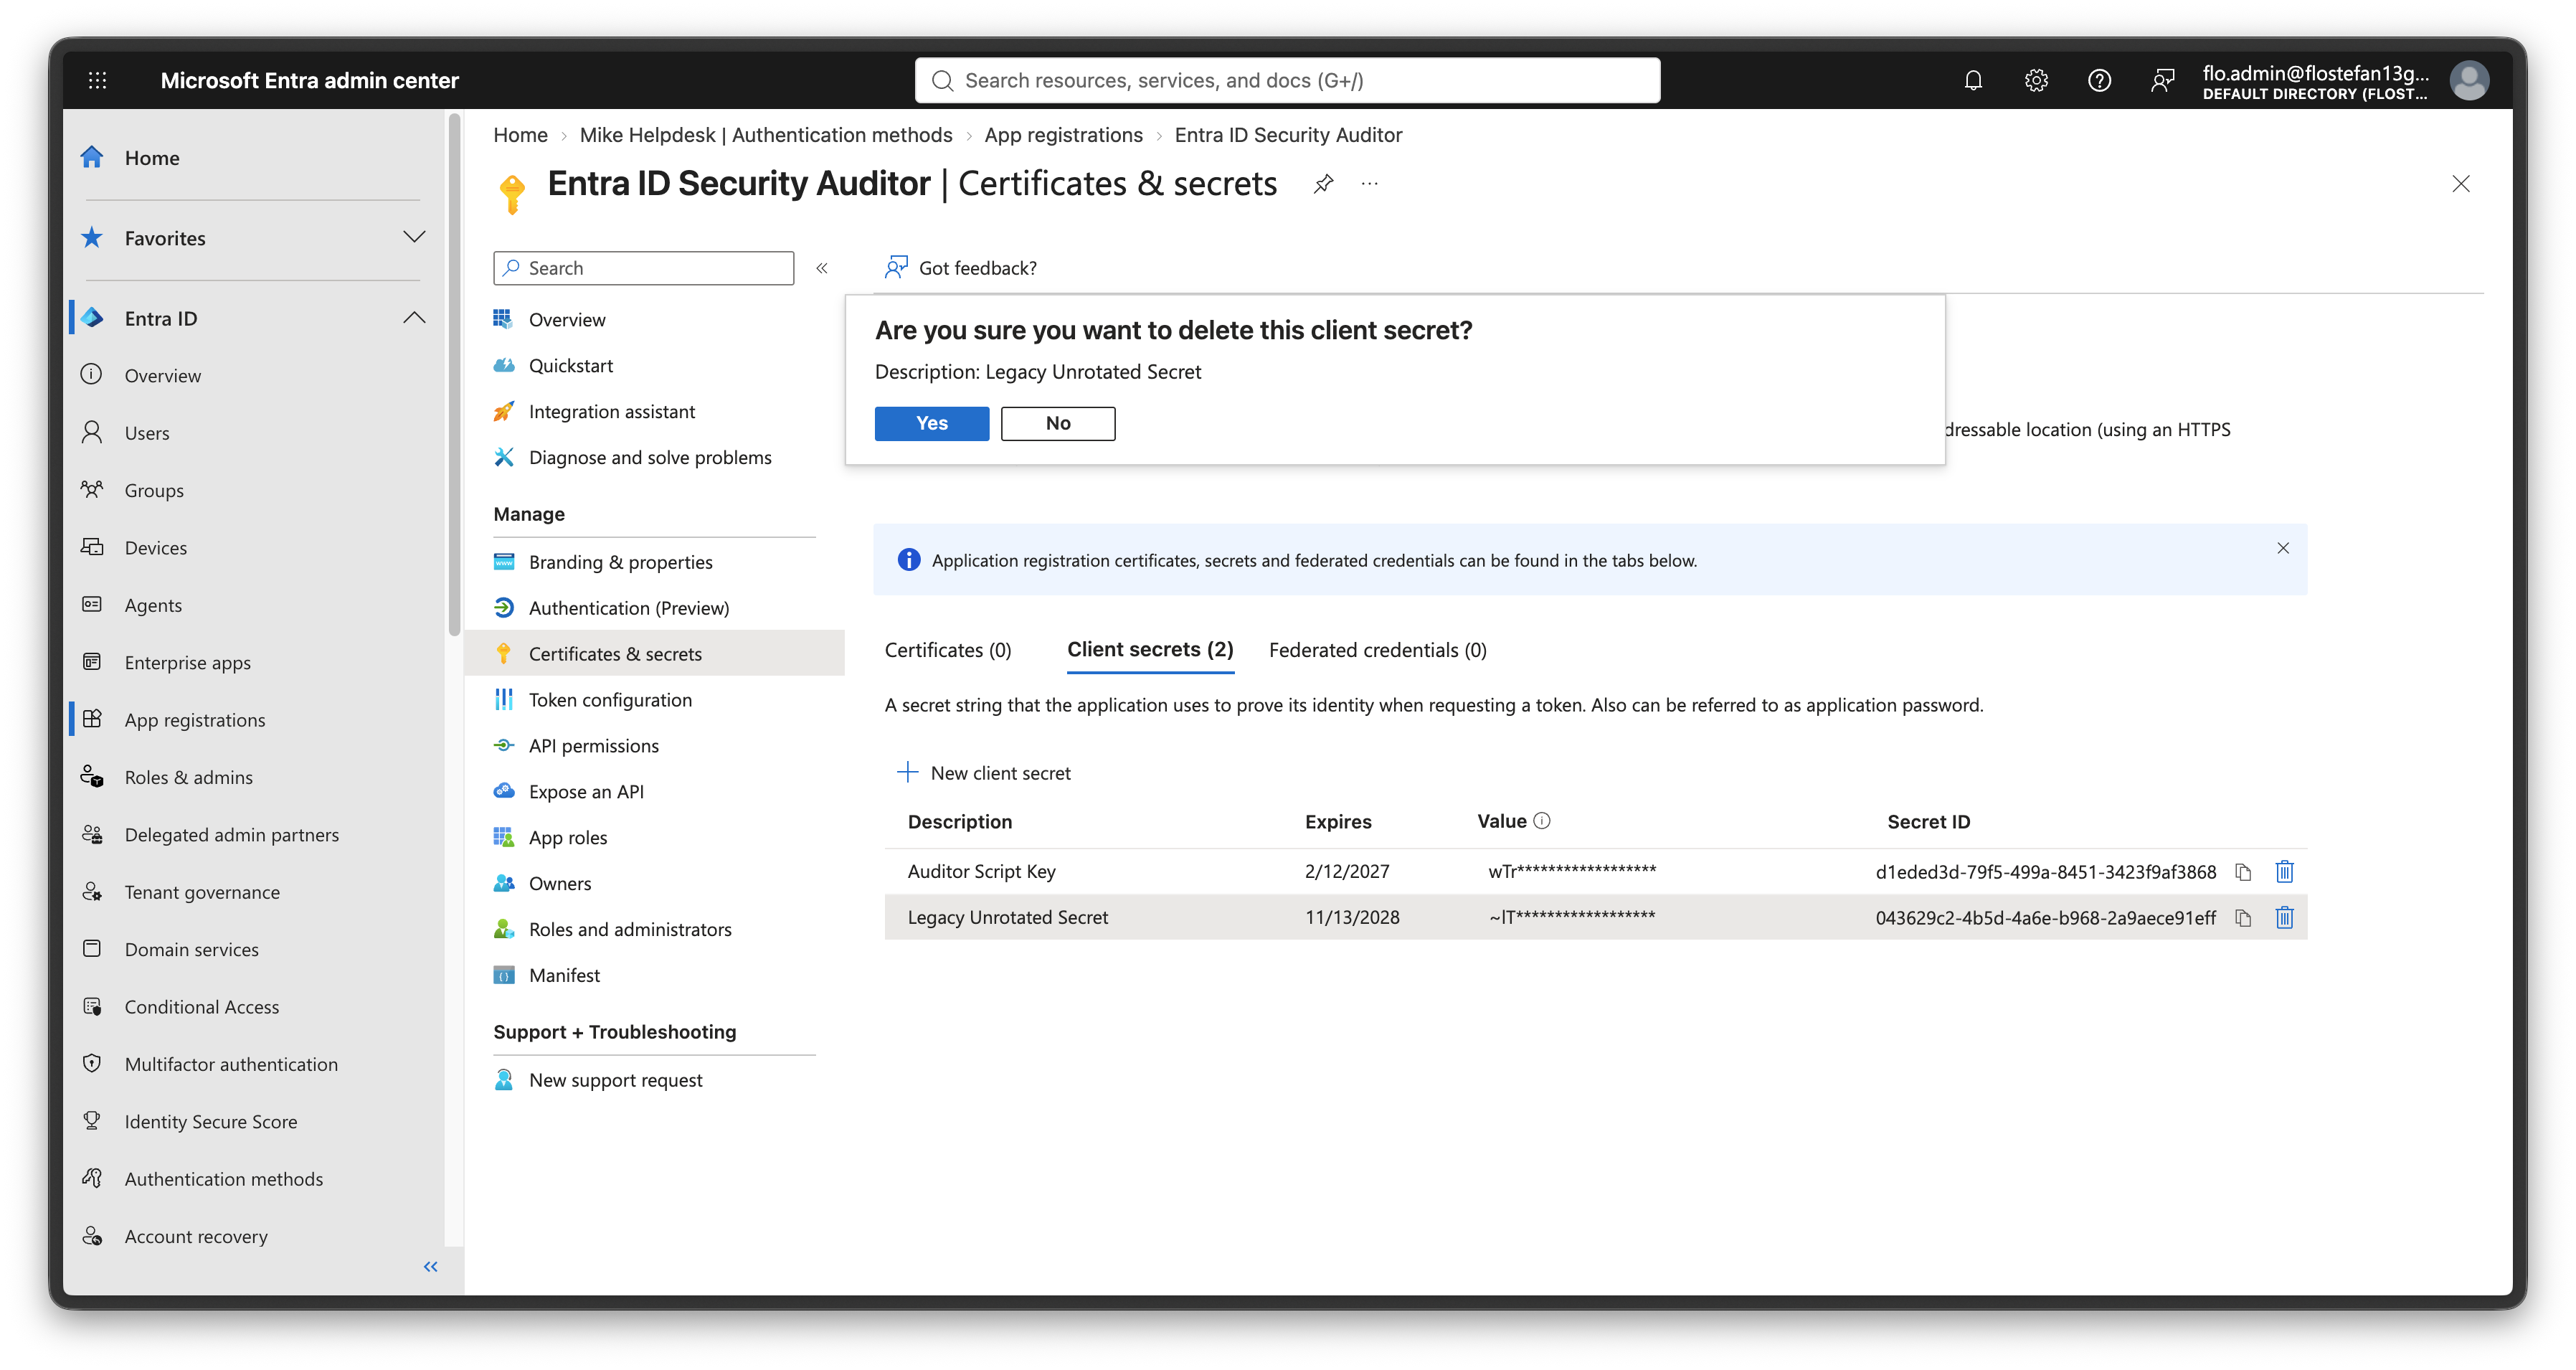 Microsoft Entra admin center
Search resources, services, and docs (G+/)
flo.admin@flostefan13g...
DEFAULT DIRECTORY (FLOST...
Home
Favorites
Entra ID
Overview
Users
Groups
Devices
Agents
Enterprise apps
App registrations
Roles & admins
Delegated admin partners
Tenant governance
Domain services
Conditional Access
Multifactor authentication
Identity Secure Score
Authentication methods
Account recovery
Home > Mike Helpdesk | Authentication methods > App registrations > Entra ID Security Auditor
Entra ID Security Auditor | Certificates & secrets
Search
Overview
Quickstart
Integration assistant
Diagnose and solve problems
Manage
Branding & properties
Authentication (Preview)
Certificates & secrets
Token configuration
API permissions
Expose an API
App roles
Owners
Roles and administrators
Manifest
Support + Troubleshooting
New support request
Got feedback?
Are you sure you want to delete this client secret?
Description: Legacy Unrotated Secret
Yes No
dressable location (using an HTTPS
Application registration certificates, secrets and federated credentials can be found in the tabs below.
Certificates (0) Client secrets (2) Federated credentials (0)
A secret string that the application uses to prove its identity when requesting a token. Also can be referred to as application password.
New client secret
Description Expires Value Secret ID
Auditor Script Key 2/12/2027 wTr****************** d1eded3d-79f5-499a-8451-3423f9af3868
Legacy Unrotated Secret 11/13/2028 ~lT****************** 043629c2-4b5d-4a6e-b968-2a9aece91eff